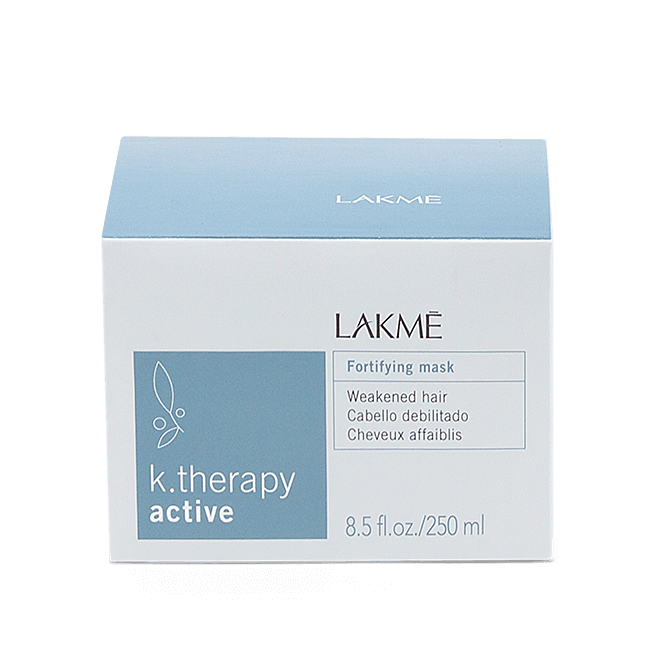 LAKMĒ
LAKMĒ
Fortifying mask
Weakened hair
Cabello debilitado
Cheveux affaiblis
k.therapy
active
8.5 fl.oz./250 ml